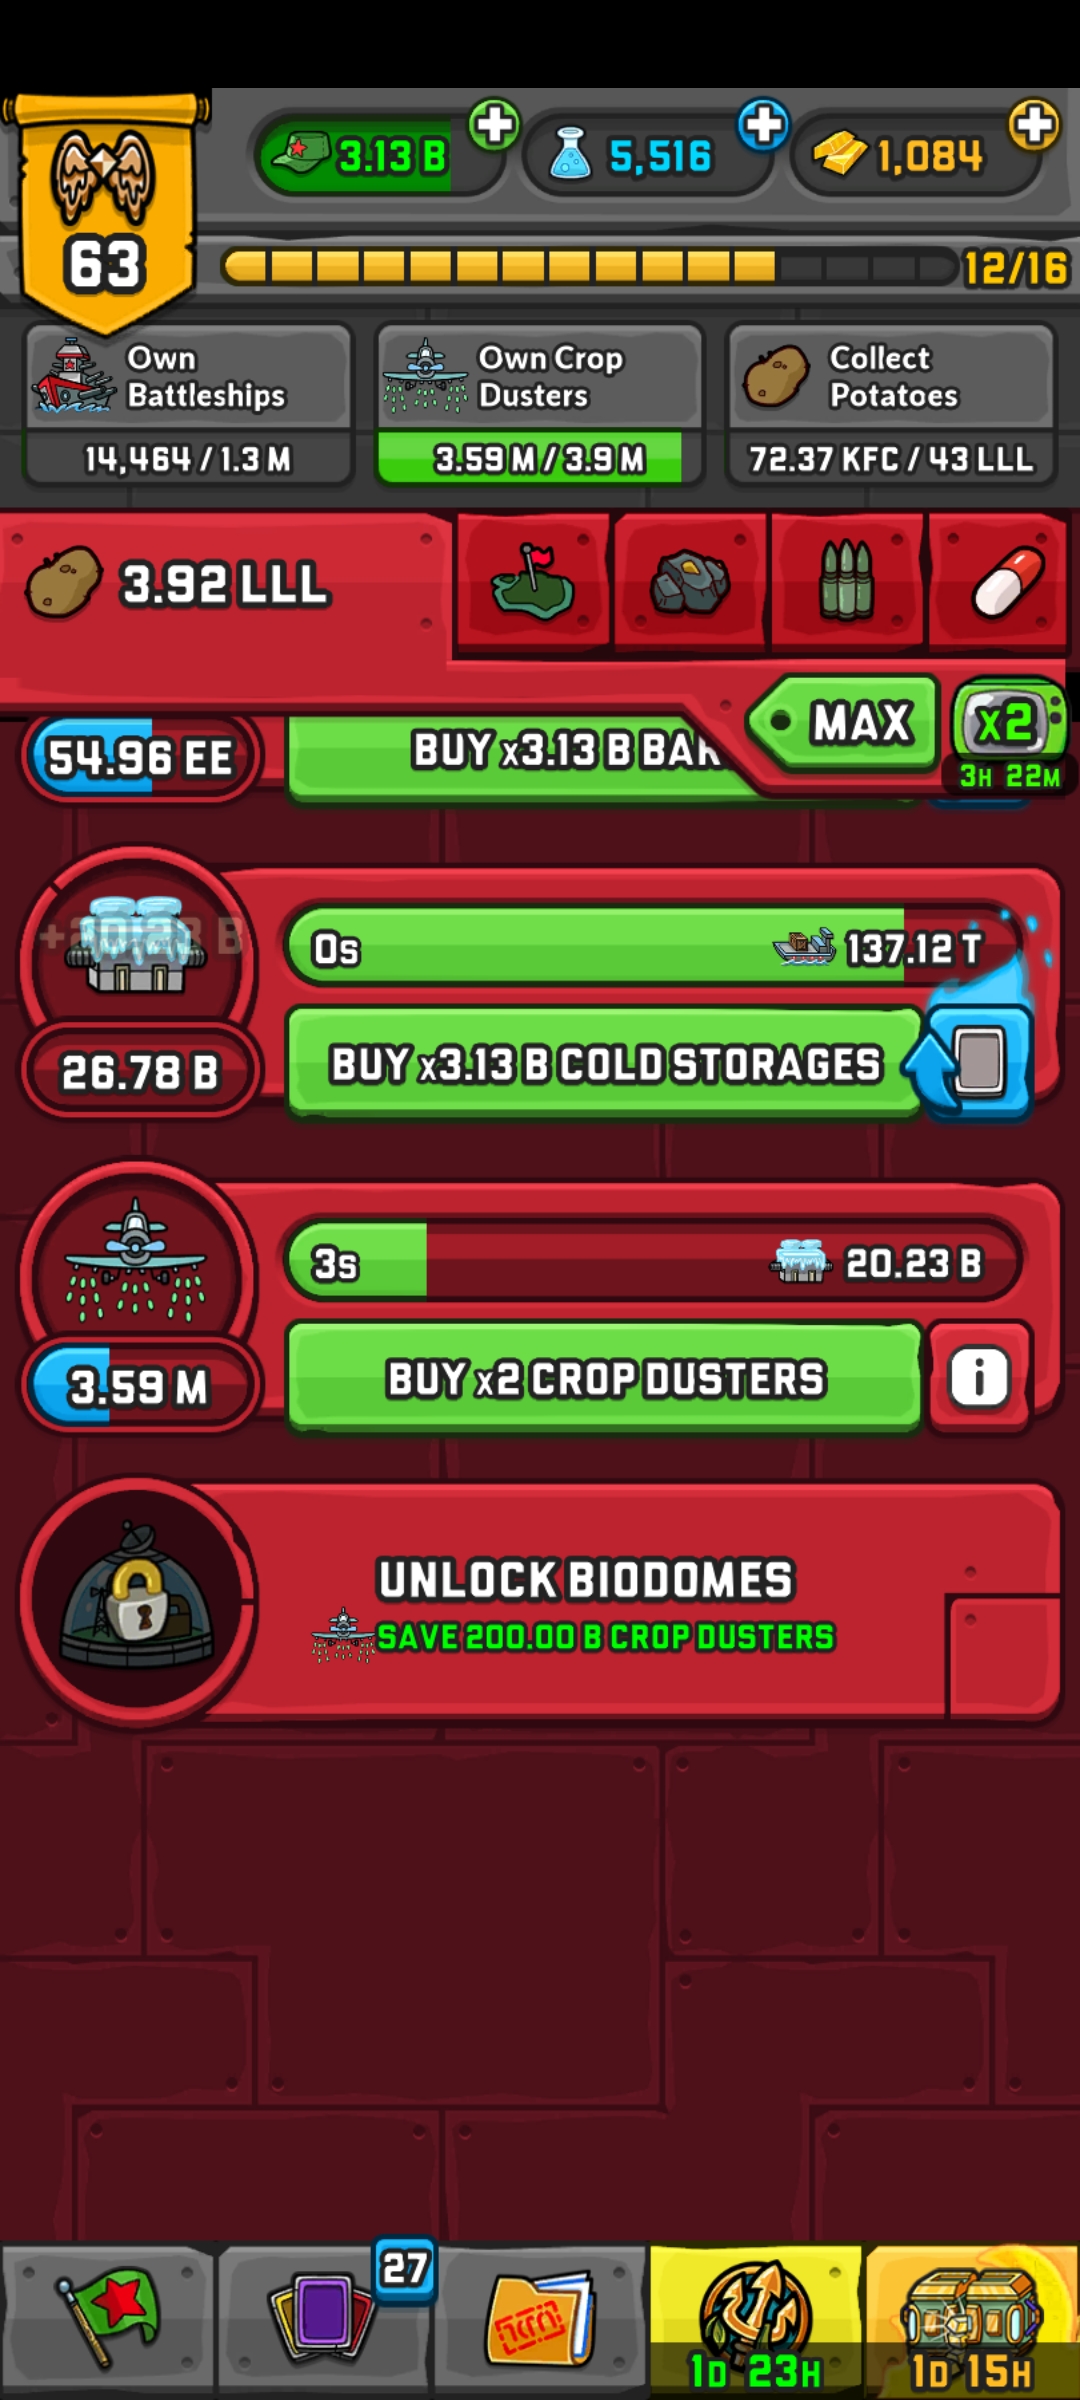 3.13 B
5,516
1,084
63
12/16
Own
Battleships
14,464 / 1.3 M
Own Crop
Dusters
3.59 M / 3.9 M
Collect
Potatoes
72.37 KFC / 43 LLL
3.92 LLL
MAX
x2
3H 22M
54.96 EE
BUY x3.13 B BAR
0s
137.12 T
26.78 B
BUY x3.13 B COLD STORAGES
3s
20.23 B
3.59 M
BUY x2 CROP DUSTERS
i
UNLOCK BIODOMES
SAVE 200.00 B CROP DUSTERS
27
1D 23H
1D 15H